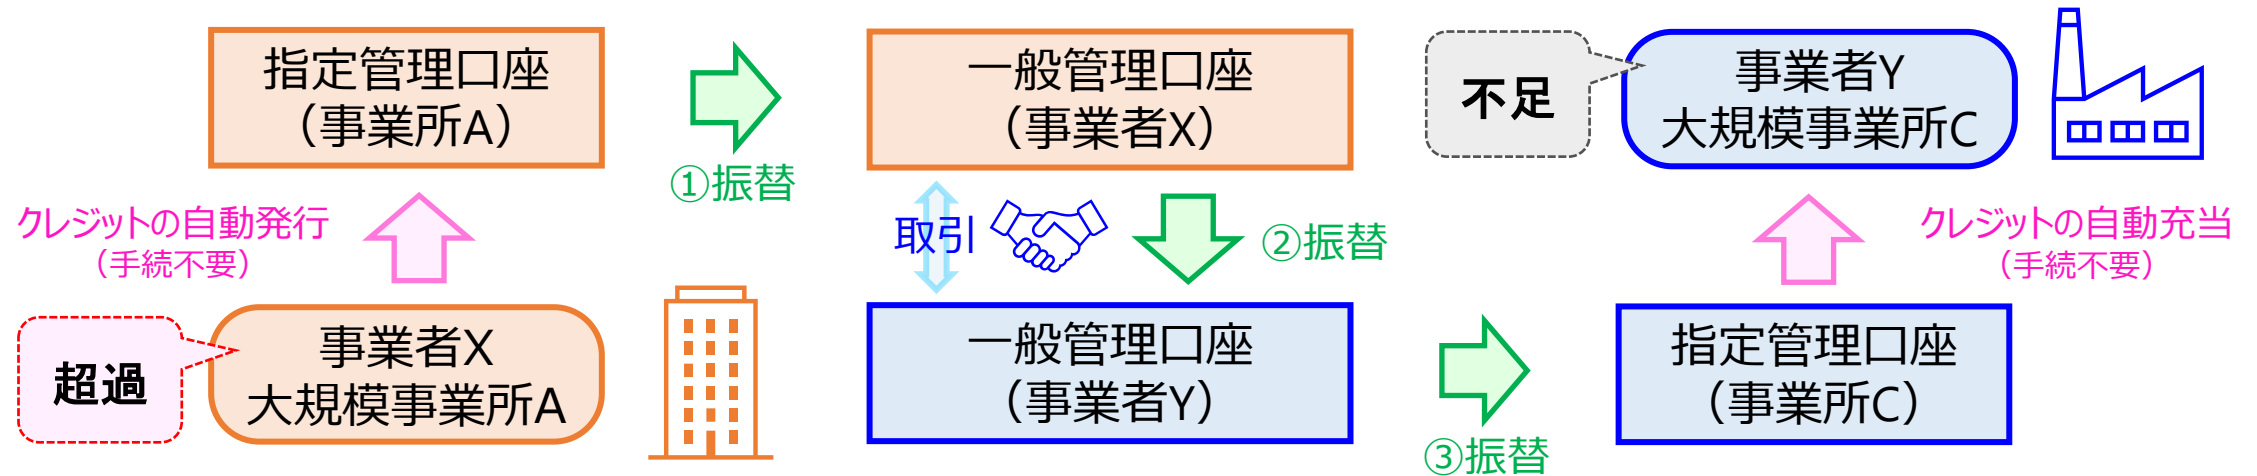 指定管理口座
（事業所A）
①振替
一般管理口座
（事業者X）
不足
事業者Y
大規模事業所C
クレジットの自動発行
（手続不要）
取引
②振替
クレジットの自動充当
（手続不要）
超過
事業者X
大規模事業所A
一般管理口座
（事業者Y）
③振替
指定管理口座
（事業所C）